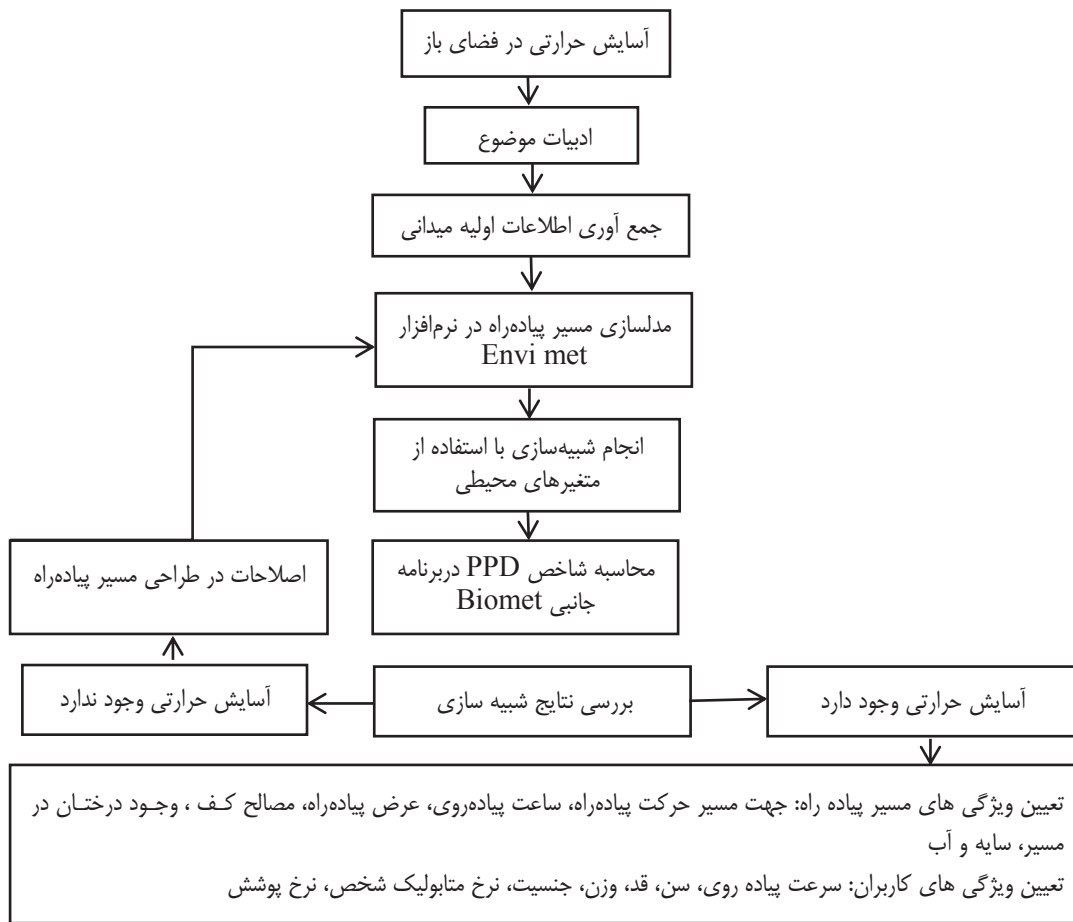 آسایش حرارتی در فضای باز
ادبیات موضوع
جمع آوری اطلاعات اولیه میدانی
مدلسازی مسیر پیاده‌راه در نرم‌افزار
Envi met
انجام شبیه‌سازی با استفاده از
متغیرهای محیطی
محاسبه شاخص PPD دربرنامه
جانبی Biomet
اصلاحات در طراحی مسیر پیاده‌راه
آسایش حرارتی وجود دارد
بررسی نتایج شبیه سازی
آسایش حرارتی وجود ندارد
تعیین ویژگی های مسیر پیاده راه: جهت مسیر حرکت پیاده‌راه، ساعت پیاده‌روی، عرض پیاده‌راه، مصالح کـف ، وجـود درختـان در
مسیر، سایه و آب
تعیین ویژگی های کاربران: سرعت پیاده روی، سن، قد، وزن، جنسیت، نرخ متابولیک شخص، نرخ پوشش